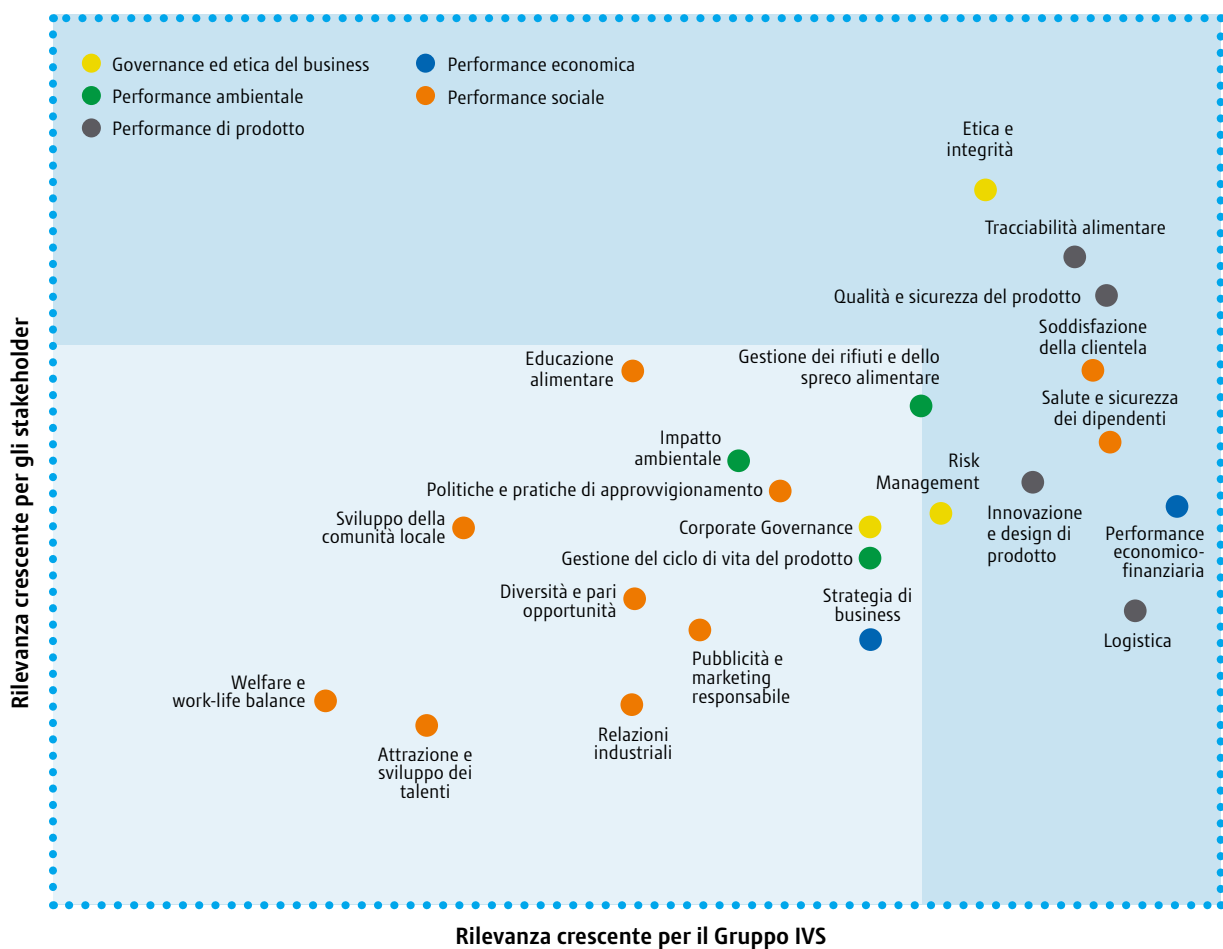 Governance ed etica del business
Performance ambientale
Performance di prodotto
Performance economica
Performance sociale
Etica e
integrità
Tracciabilità alimentare
Qualità e sicurezza del prodotto
Soddisfazione
della clientela
Educazione
alimentare
Gestione dei rifiuti e dello
spreco alimentare
Salute e sicurezza
dei dipendenti
Impatto
ambientale
Risk
Management
Politiche e pratiche di approvvigionamento
Sviluppo della
comunità locale
Corporate Governance
Innovazione
e design di
prodotto
Performance
economico-
finanziaria
Gestione del ciclo di vita del prodotto
Diversità e pari
opportunità
Strategia di
business
Logistica
Pubblicità e
marketing
responsabile
Welfare e
work-life balance
Relazioni
industriali
Attrazione e
sviluppo dei
talenti
Rilevanza crescente per gli stakeholder
Rilevanza crescente per il Gruppo IVS